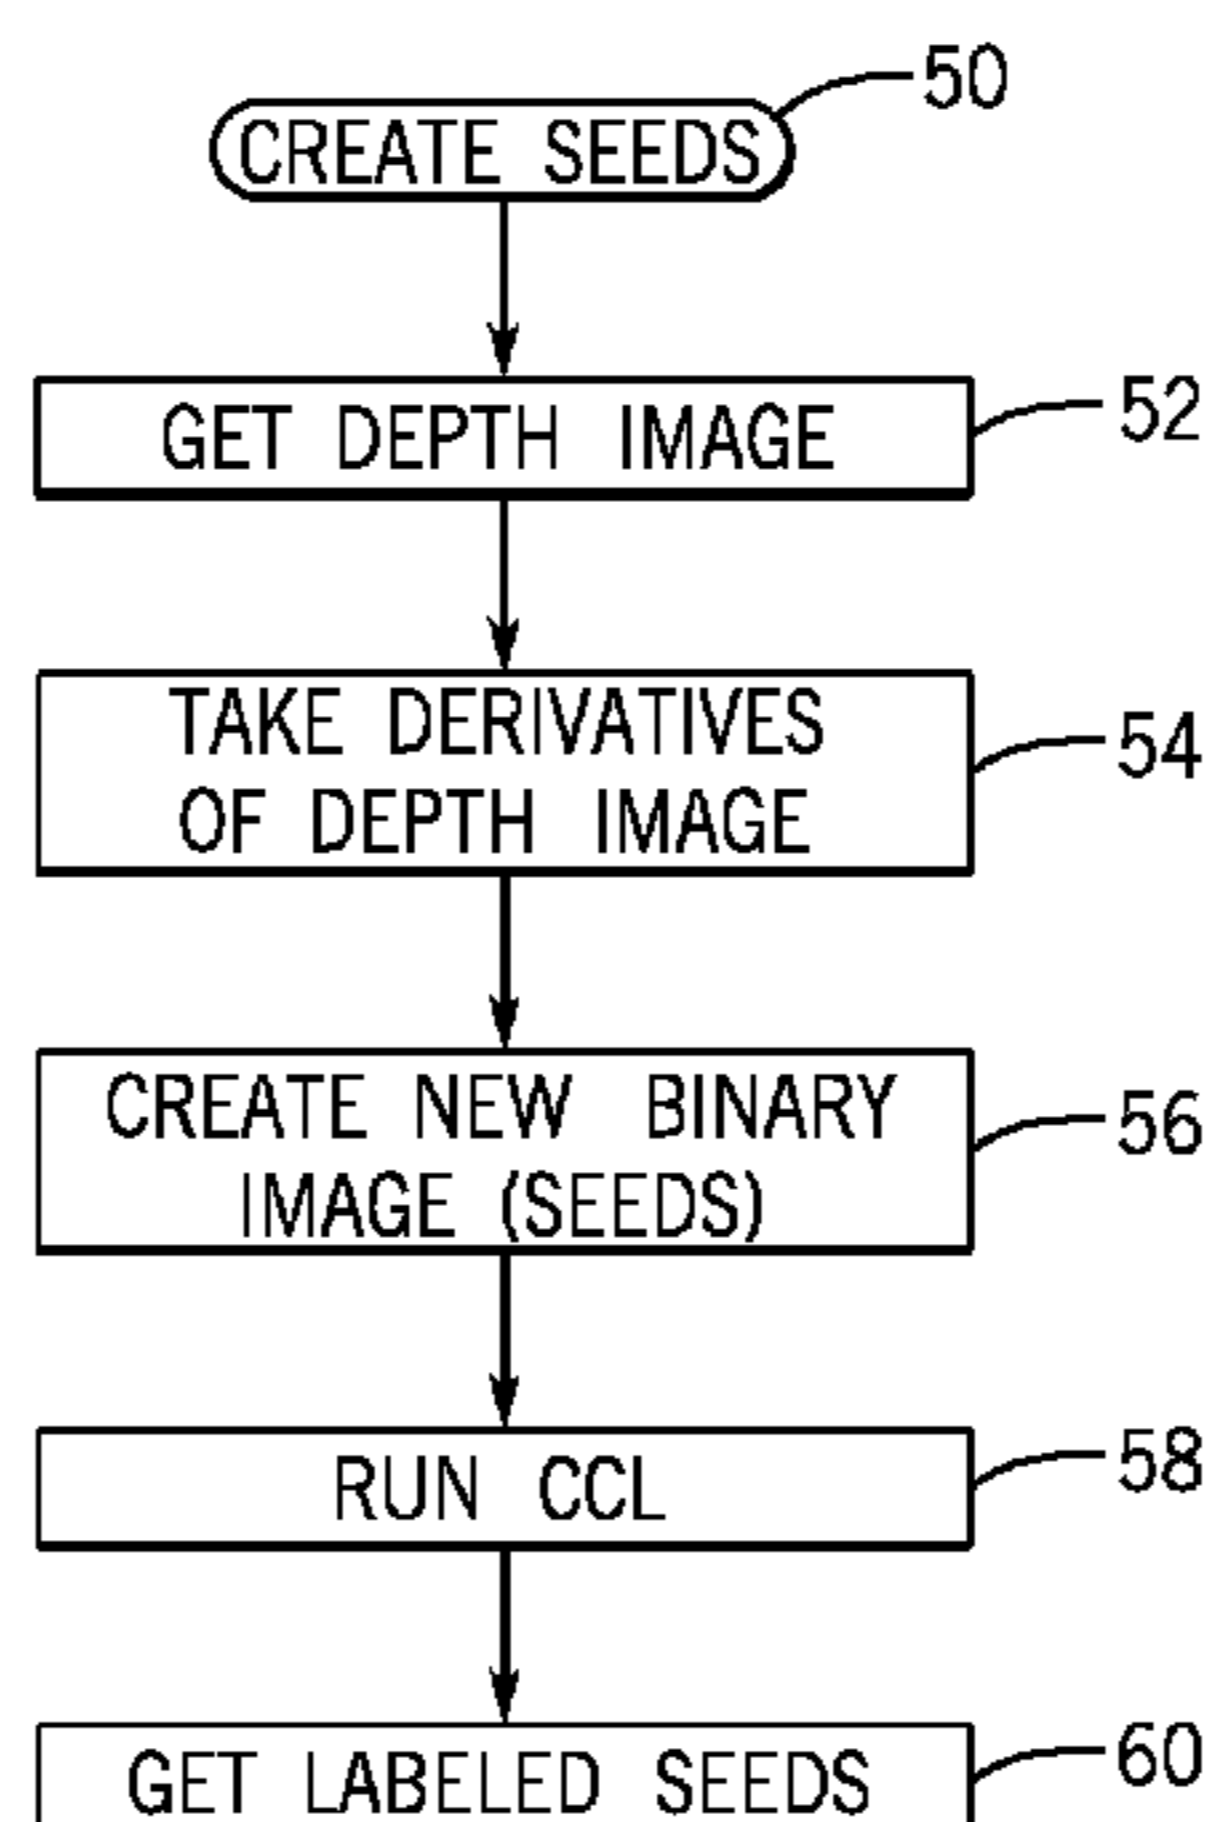 50
CREATE SEEDS
GET DEPTH IMAGE
52
TAKE DERIVATIVES
OF DEPTH IMAGE
54
CREATE NEW BINARY
IMAGE (SEEDS)
56
RUN CCL
58
GET LABELED SEEDS
60